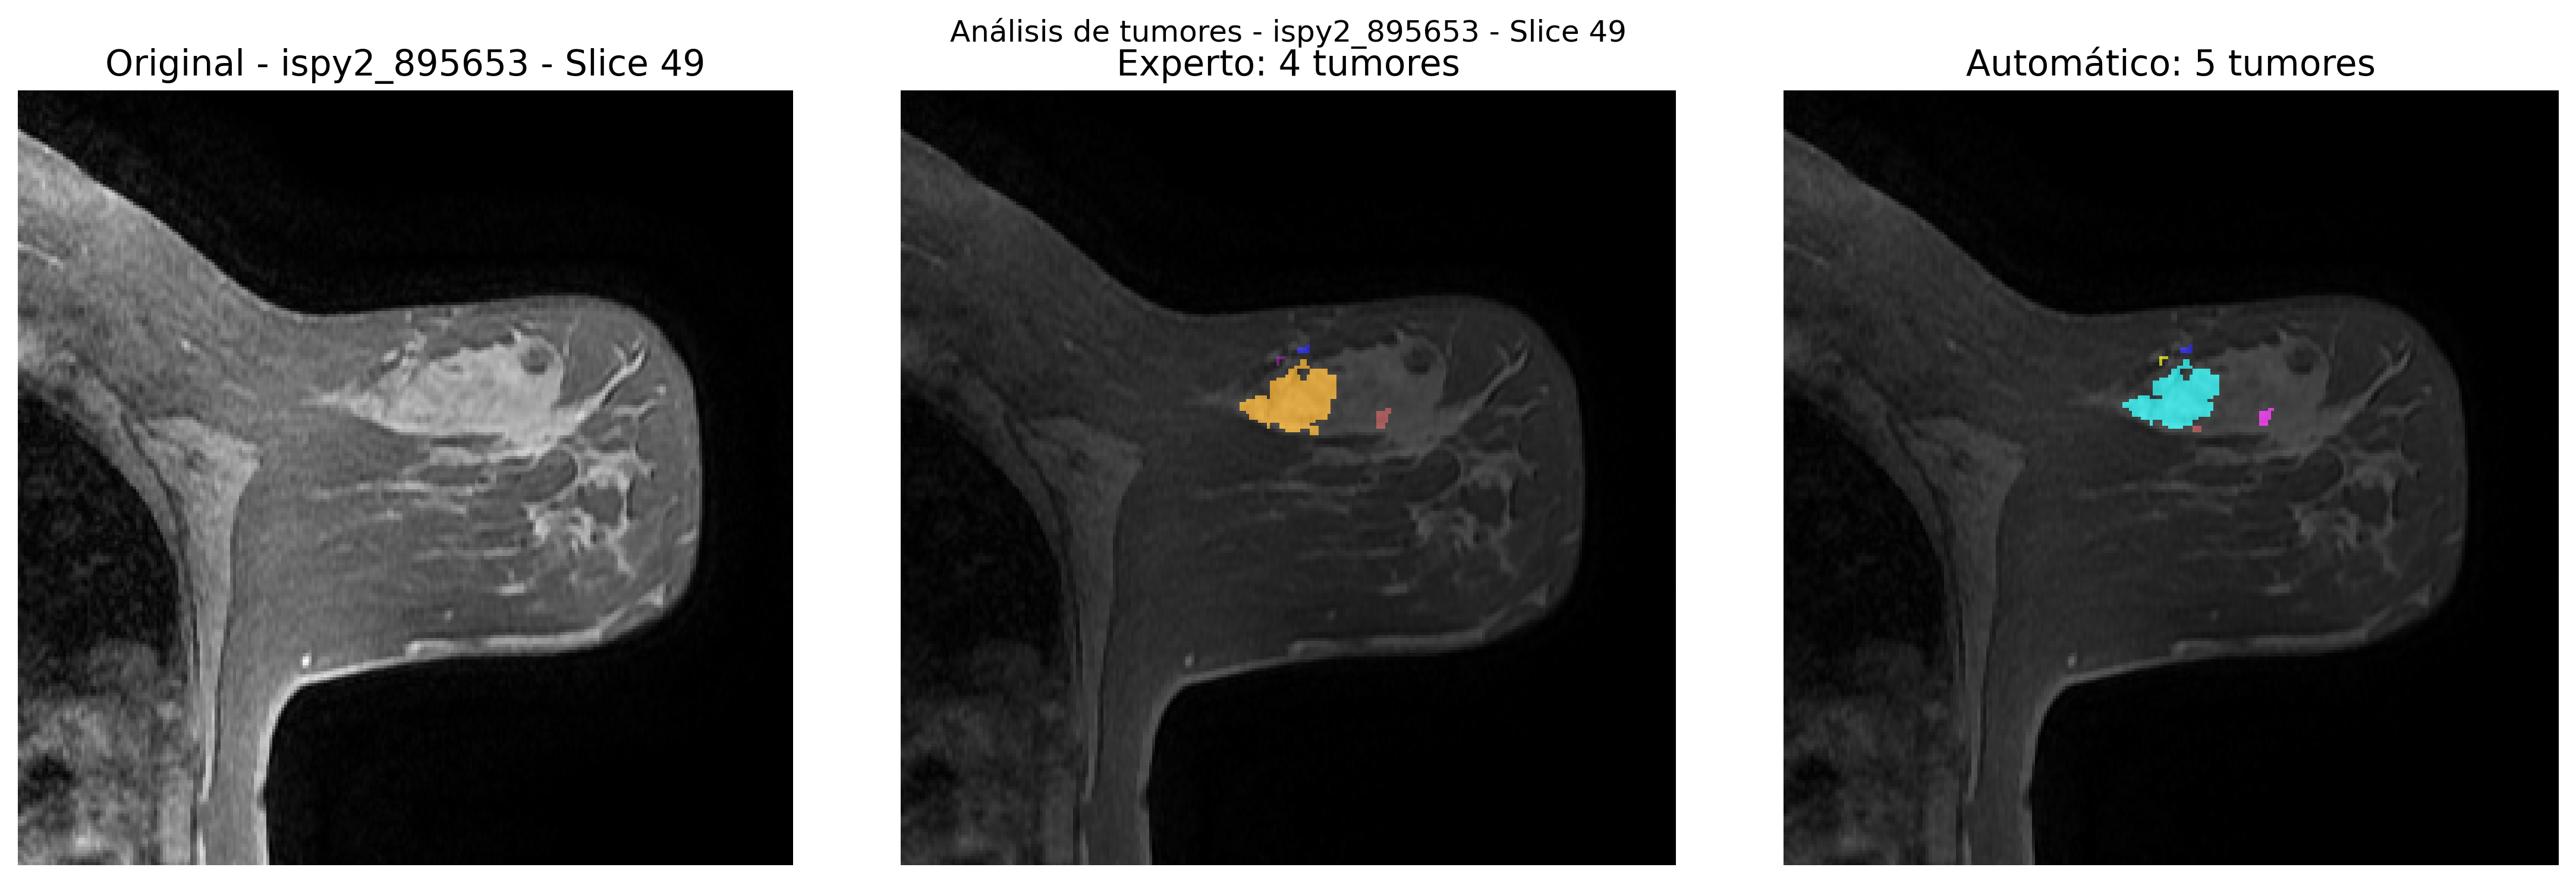 Análisis de tumores - ispy2_895653 - Slice 49
Original - ispy2_895653 - Slice 49
Experto: 4 tumores
Automático: 5 tumores